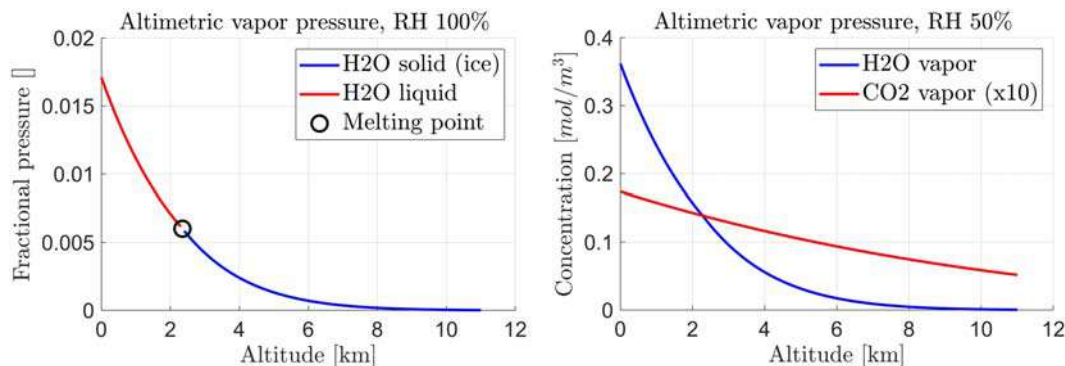 Altimetric vapor pressure, RH 100%
Fractional pressure []
0.02
0.015
0.01
0.005
0
H2O solid (ice)
H2O liquid
Melting point
0 2 4 6 8 10 12
Altitude [km]
Altimetric vapor pressure, RH 50%
Concentration [mol/m³]
0.4
0.3
0.2
0.1
0
H2O vapor
CO2 vapor (x10)
0 2 4 6 8 10 12
Altitude [km]